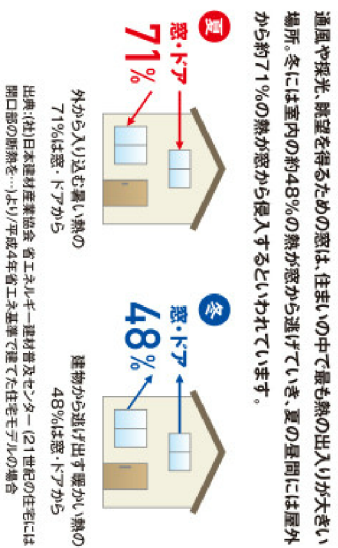 通風や採光、眺望を得るための窓は、住まいの中で最も熱の出入りが大きい
場所。冬には室内の約48%の熱が窓から逃げていき、夏の昼間には屋外
から約71%の熱が窓から侵入するといわれています。
夏
窓・ドア
71%
外から入り込む暑い熱の
71%は窓・ドアから
冬
窓・ドア
48%
建物から逃げ出す暖かい熱の
48%は窓・ドアから
出典:(社)日本建材産業協会 省エネルギー建材普及センター (21世紀の住宅には
開口部の断熱を…)より/平成4年省エネ基準で建てた住宅モデルの場合